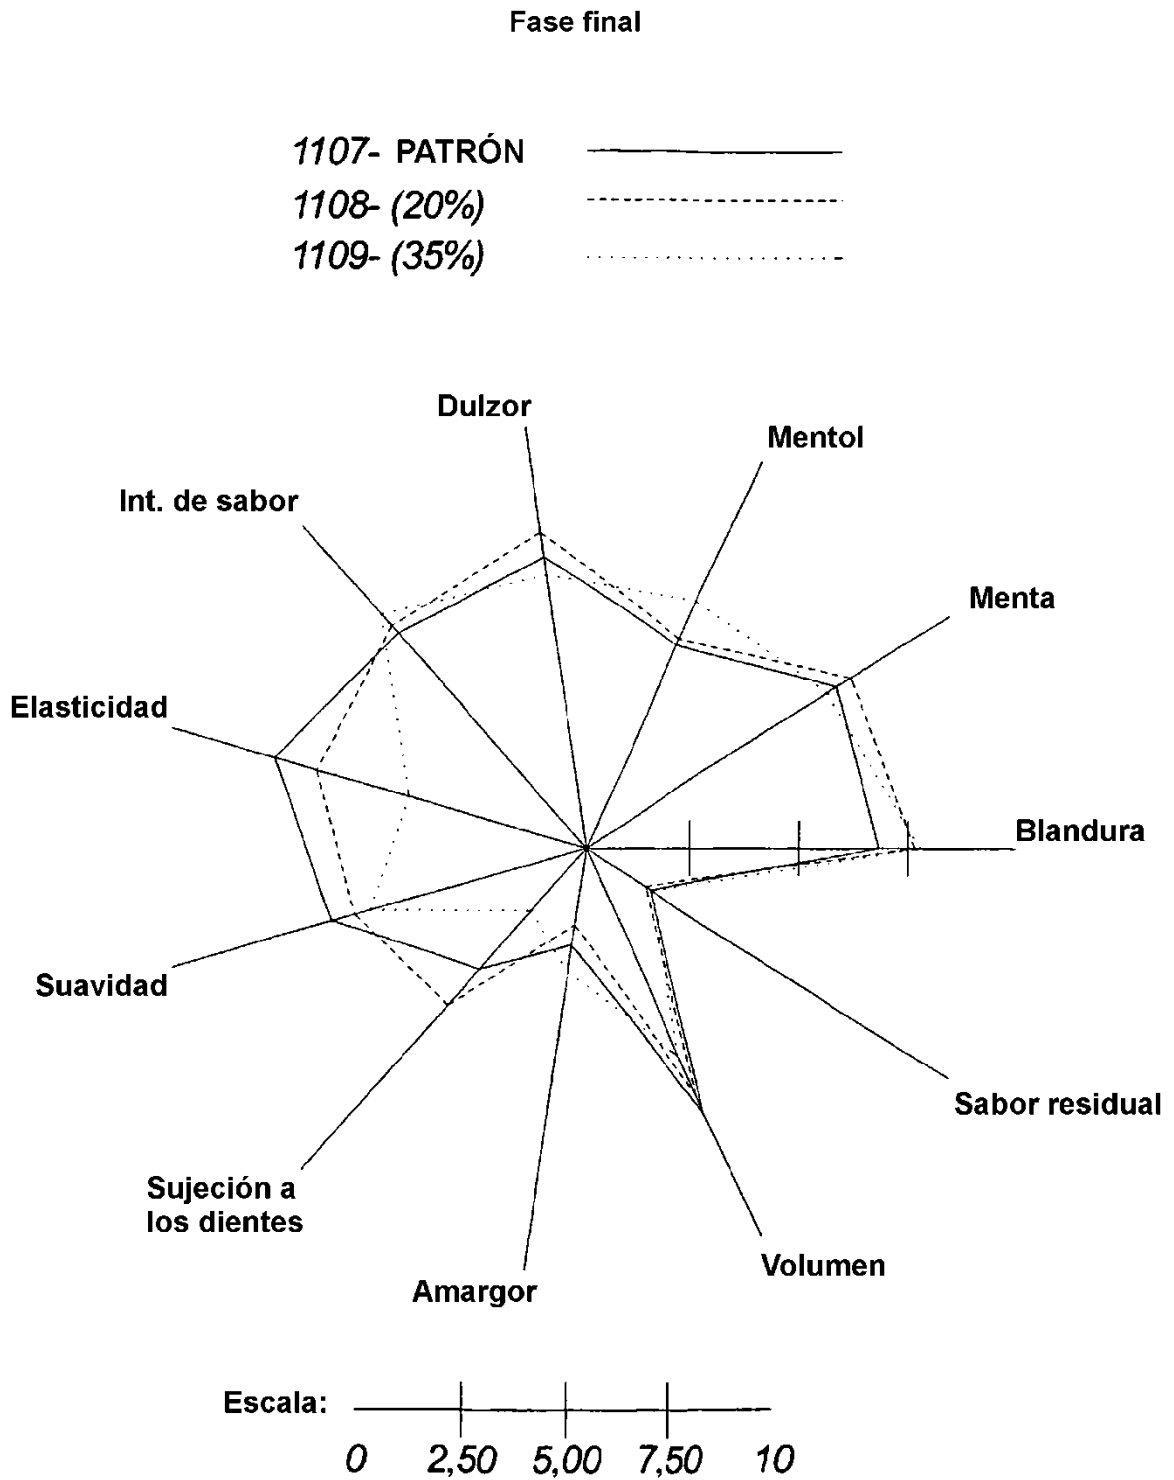 Fase final
1107- PATRÓN
1108- (20%)
1109- (35%)
Dulzor
Mentol
Int. de sabor
Menta
Elasticidad
Blandura
Suavidad
Sabor residual
Sujeción a
los dientes
Volumen
Amargor
Escala:
0 2,50 5,00 7,50 10